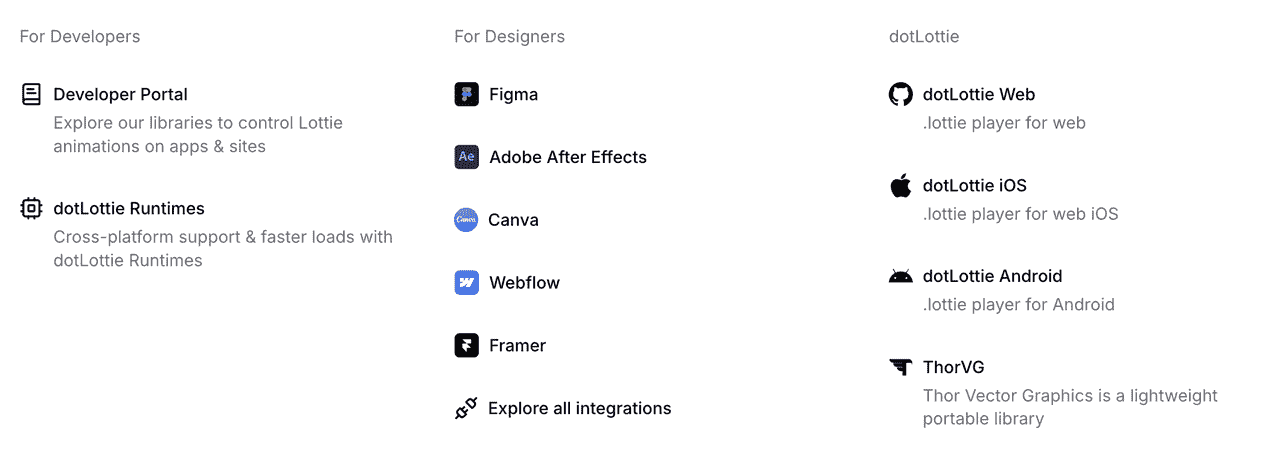 For Developers
Developer Portal
Explore our libraries to control Lottie
animations on apps & sites
dotLottie Runtimes
Cross-platform support & faster loads with
dotLottie Runtimes
For Designers
Figma
Ae Adobe After Effects
Canva Canva
Webflow
Framer
Explore all integrations
dotLottie
dotLottie Web
.lottie player for web
dotLottie iOS
.lottie player for web iOS
dotLottie Android
.lottie player for Android
ThorVG
Thor Vector Graphics is a lightweight
portable library